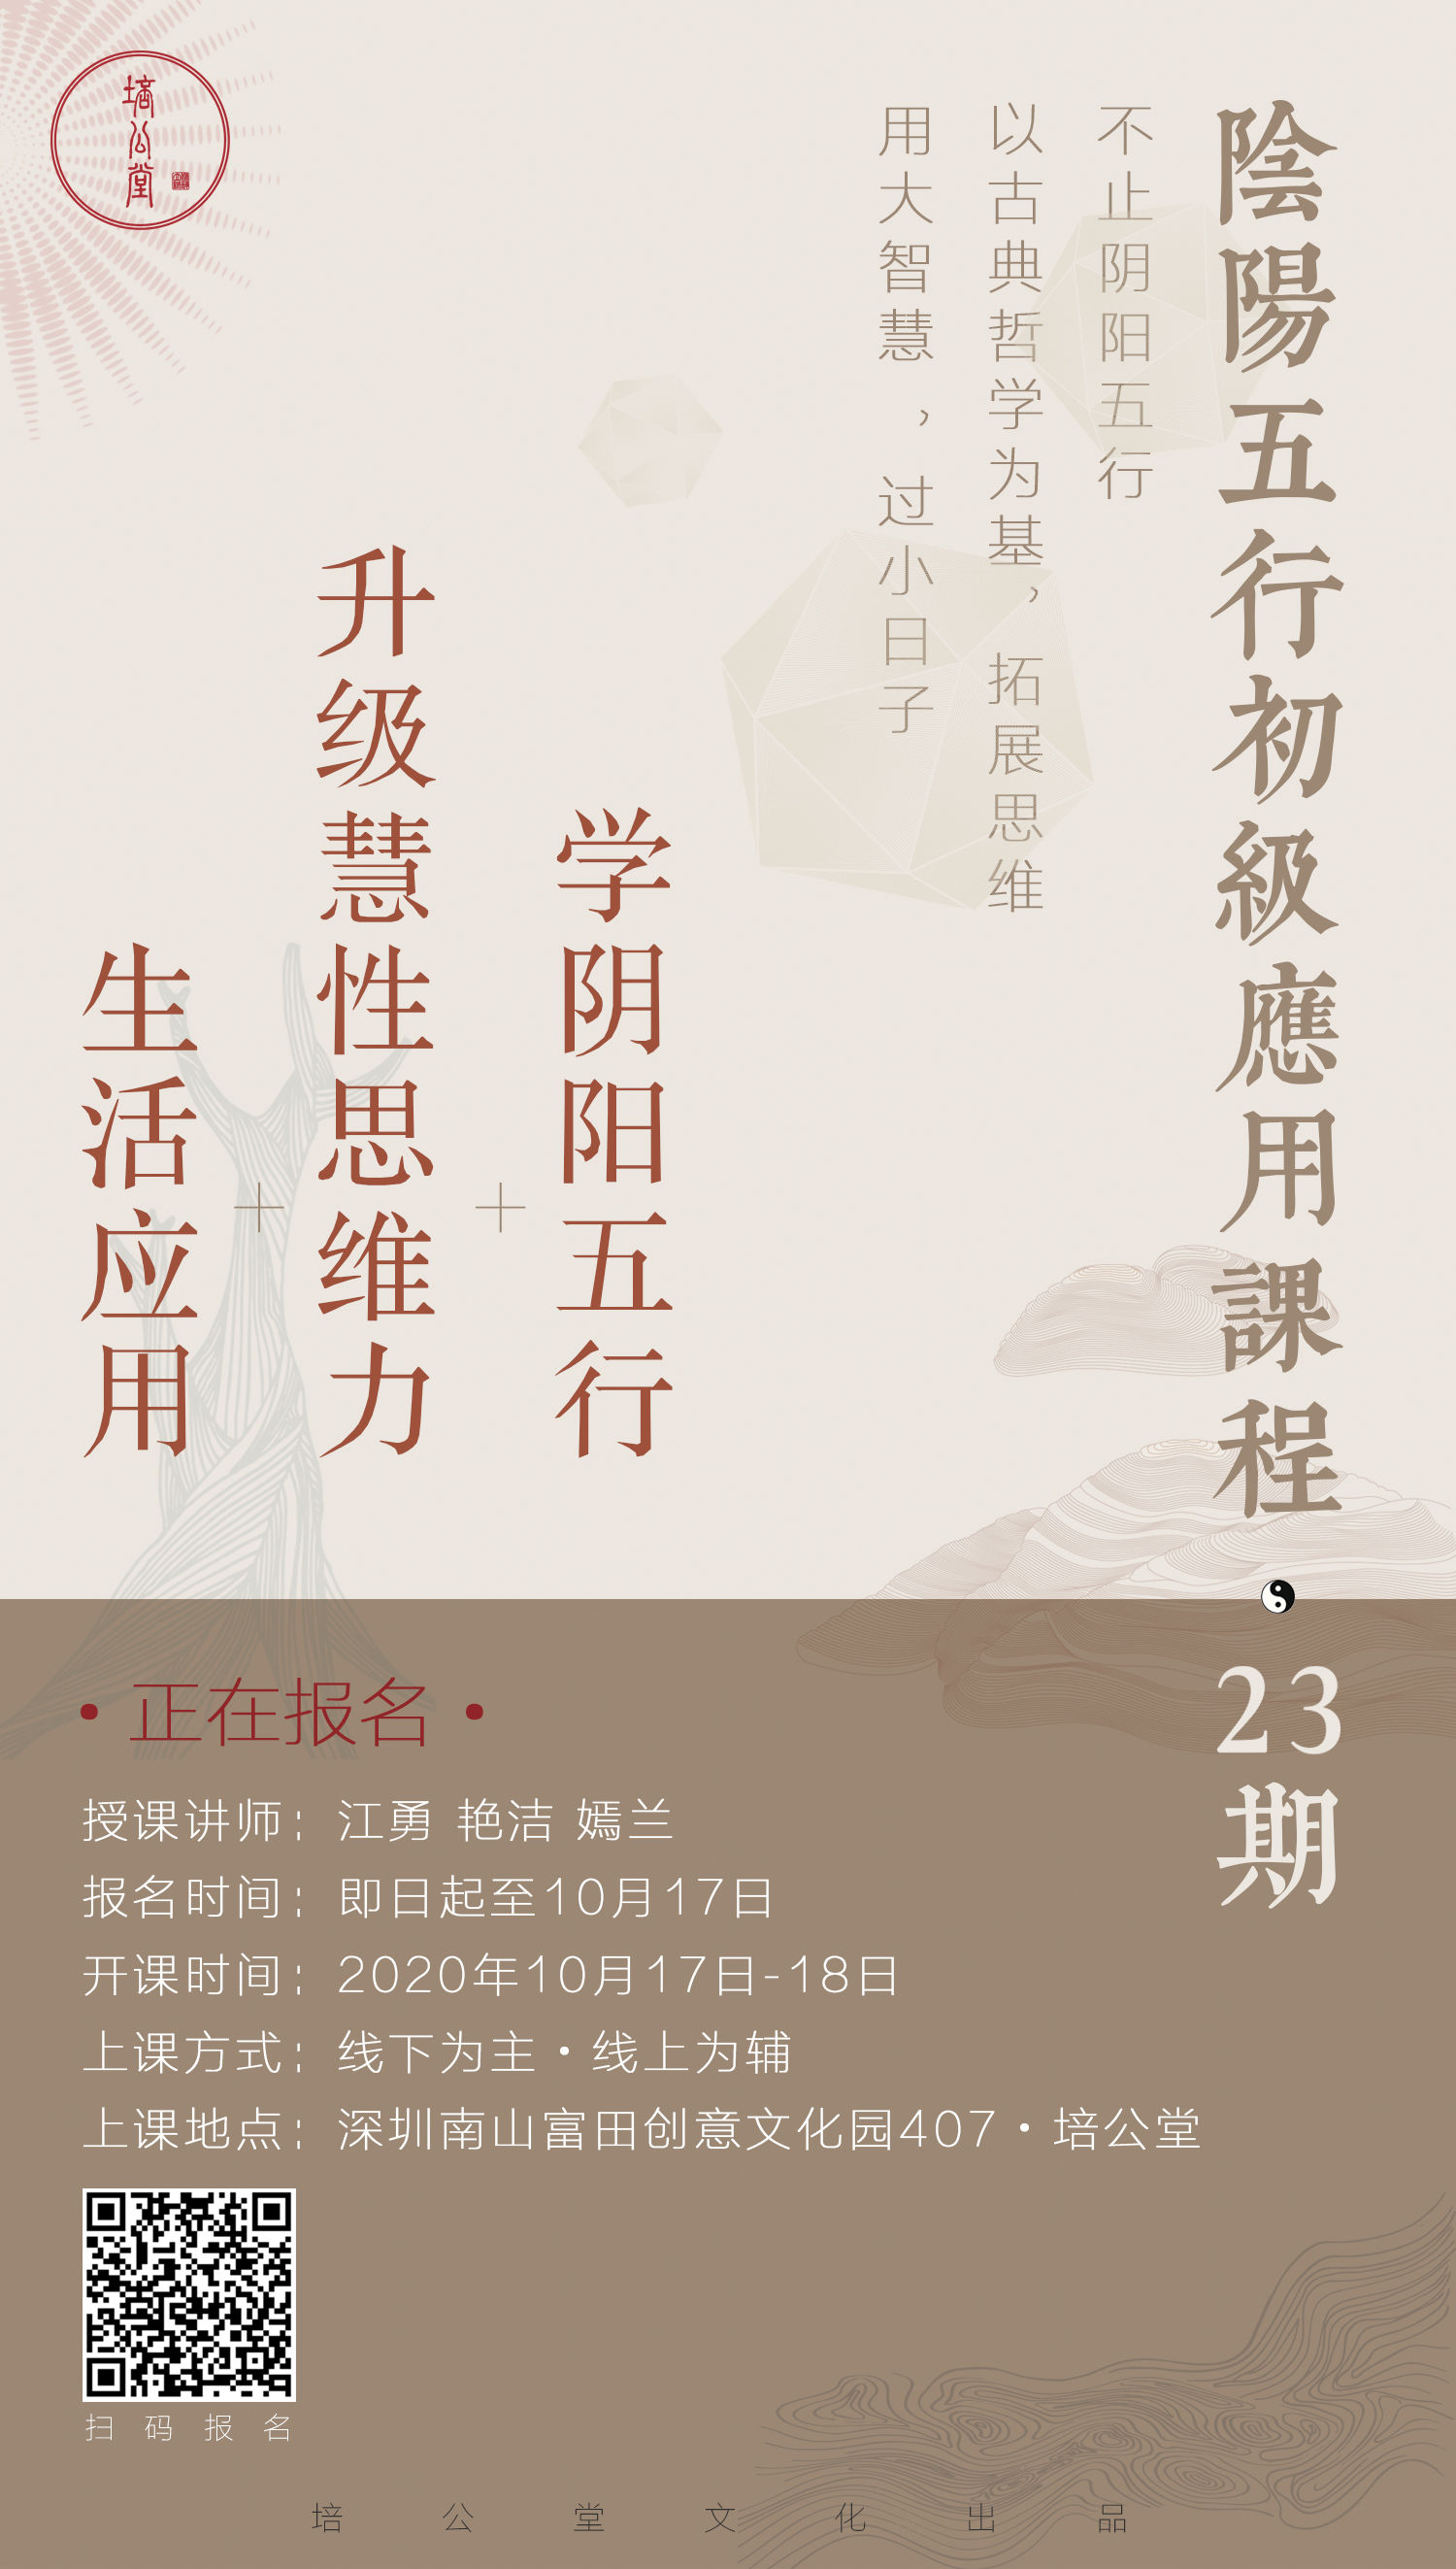 培公堂
陰陽五行初級應用課程
23
期
不止阴阳五行
以古典哲学为基，拓展思维
用大智慧，过小日子
学阴阳五行
+
升级慧性思维力
+
生活应用
·正在报名·
授课讲师：江勇 艳洁 嫣兰
报名时间：即日起至10月17日
开课时间：2020年10月17日-18日
上课方式：线下为主·线上为辅
上课地点：深圳南山富田创意文化园407·培公堂
扫码报名
培公堂文化出品